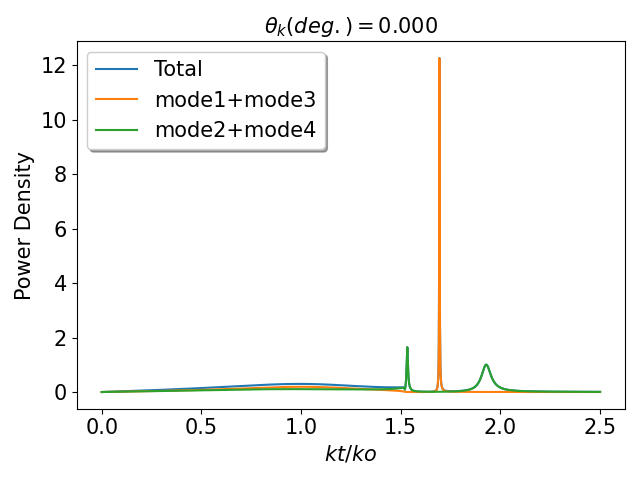 θₖ(deg.) = 0.000
Total
mode1+mode3
mode2+mode4
Power Density
12
10
8
6
4
2
0
0.0 0.5 1.0 1.5 2.0 2.5
kt/ko